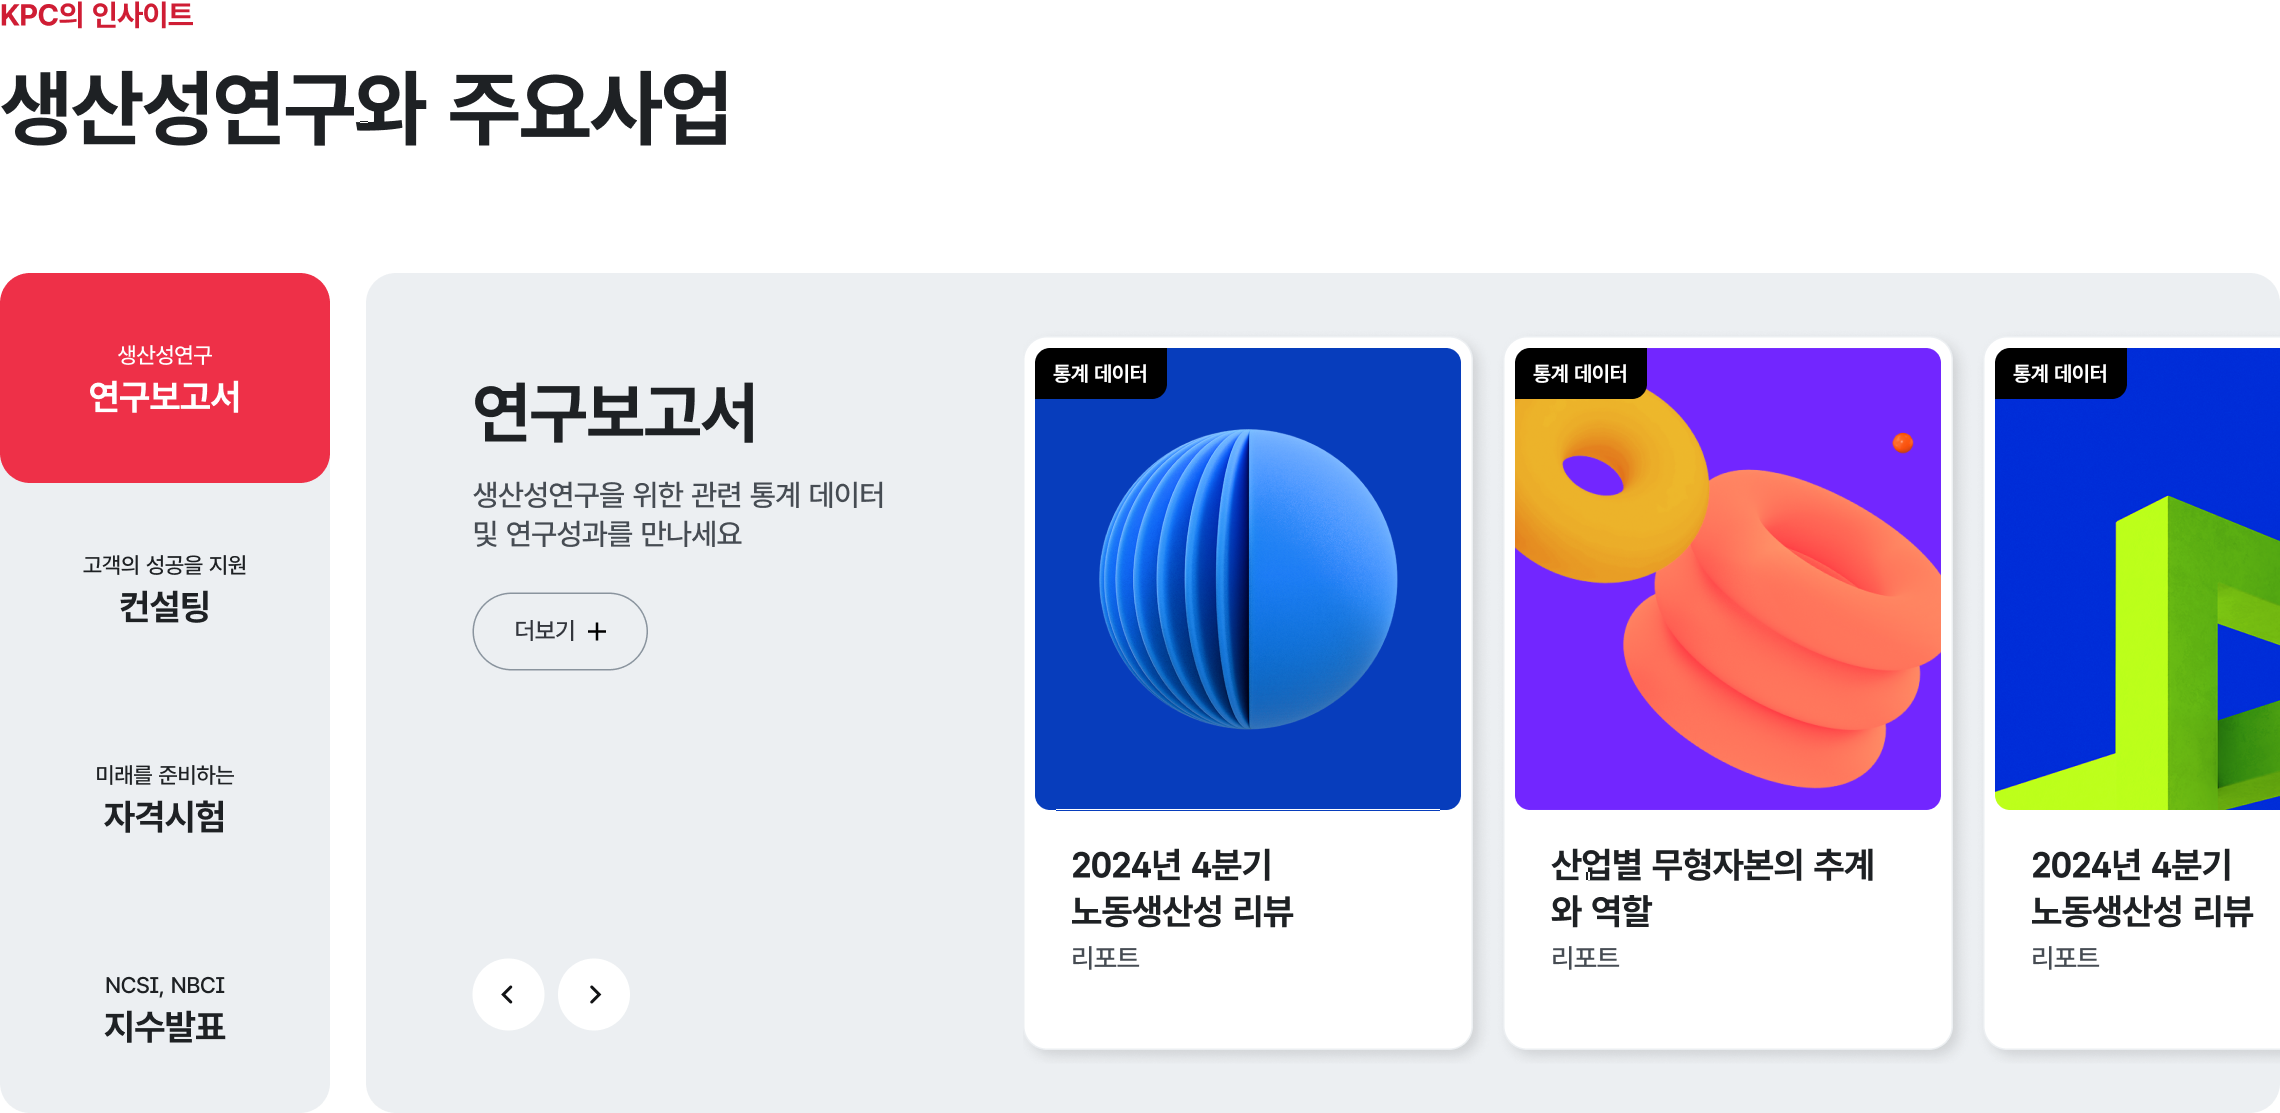 KPC의 인사이트
생산성연구와 주요사업
생산성연구
연구보고서
고객의 성공을 지원
컨설팅
미래를 준비하는
자격시험
NCSI, NBCI
지수발표
연구보고서
생산성연구을 위한 관련 통계 데이터
및 연구성과를 만나세요
더보기
통계 데이터
2024년 4분기
노동생산성 리뷰
리포트
통계 데이터
산업별 무형자본의 추계
와 역할
리포트
통계 데이터
2024년 4분기
노동생산성 리뷰
리포트